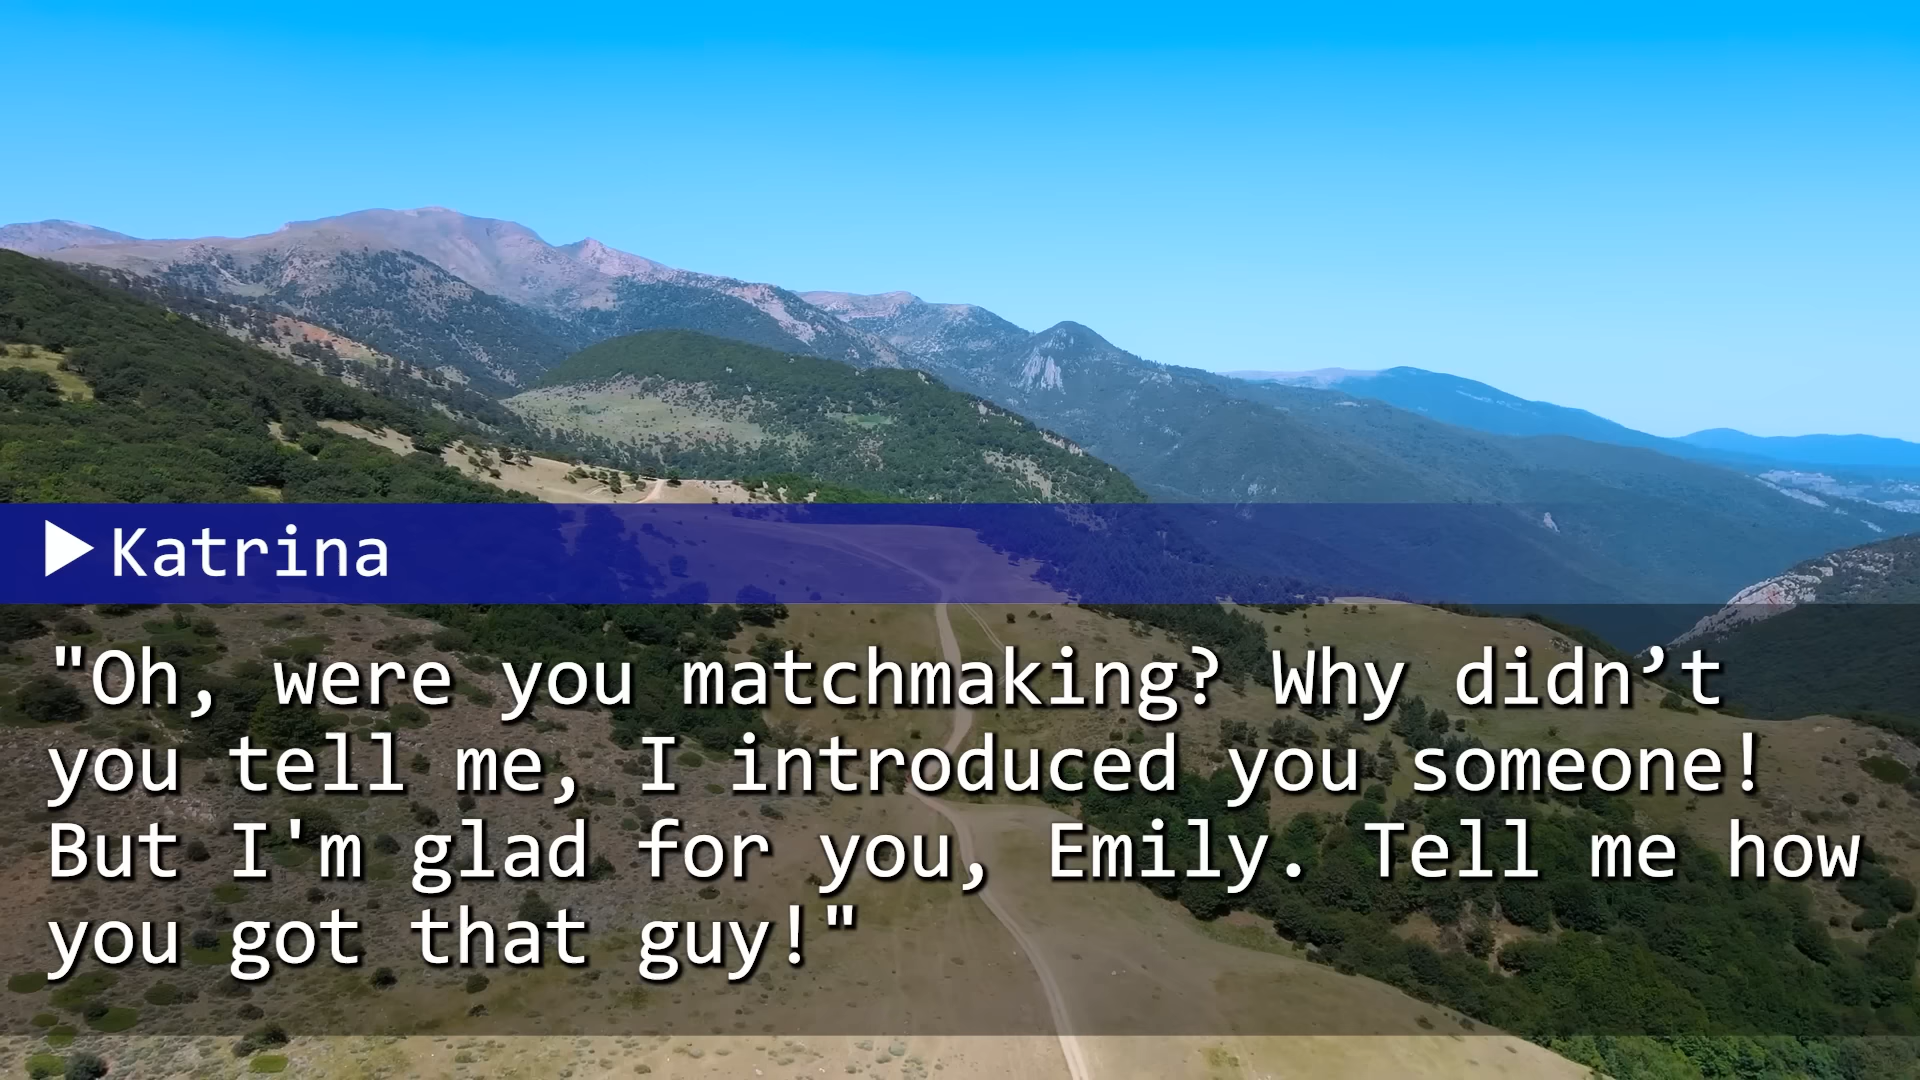 ▶Katrina
"Oh, were you matchmaking? Why didn’t
you tell me, I introduced you someone!
But I'm glad for you, Emily. Tell me how
you got that guy!"